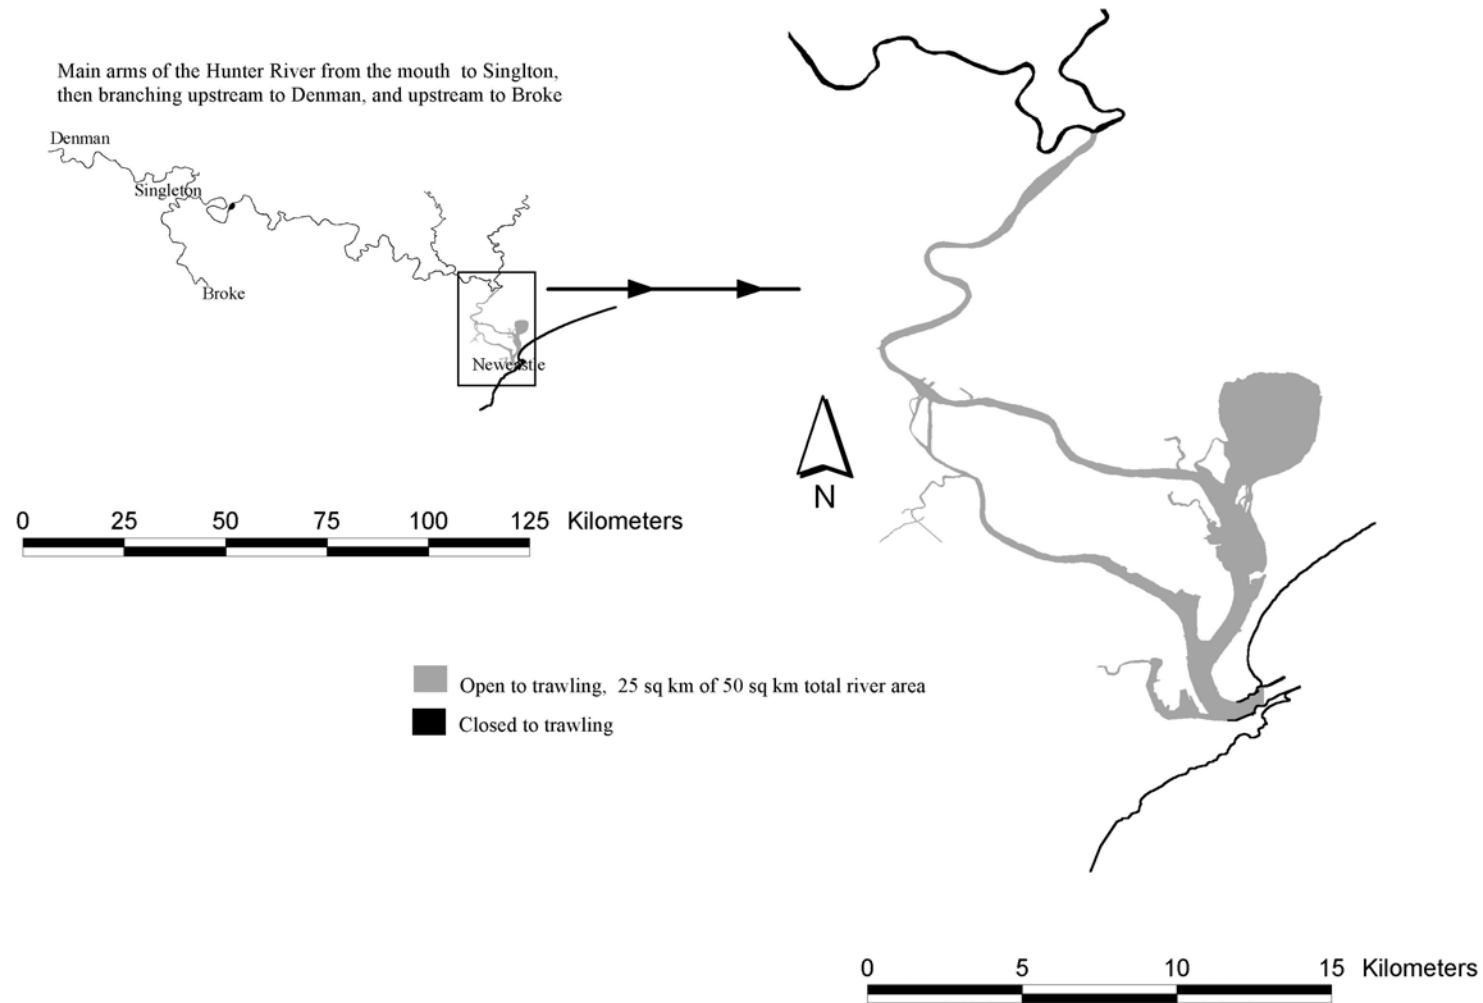 Main arms of the Hunter River from the mouth to Singlton,
then branching upstream to Denman, and upstream to Broke
Denman
Singleton
Broke
Newcastle
N
0 25 50 75 100 125 Kilometers
Open to trawling, 25 sq km of 50 sq km total river area
Closed to trawling
0 5 10 15 Kilometers